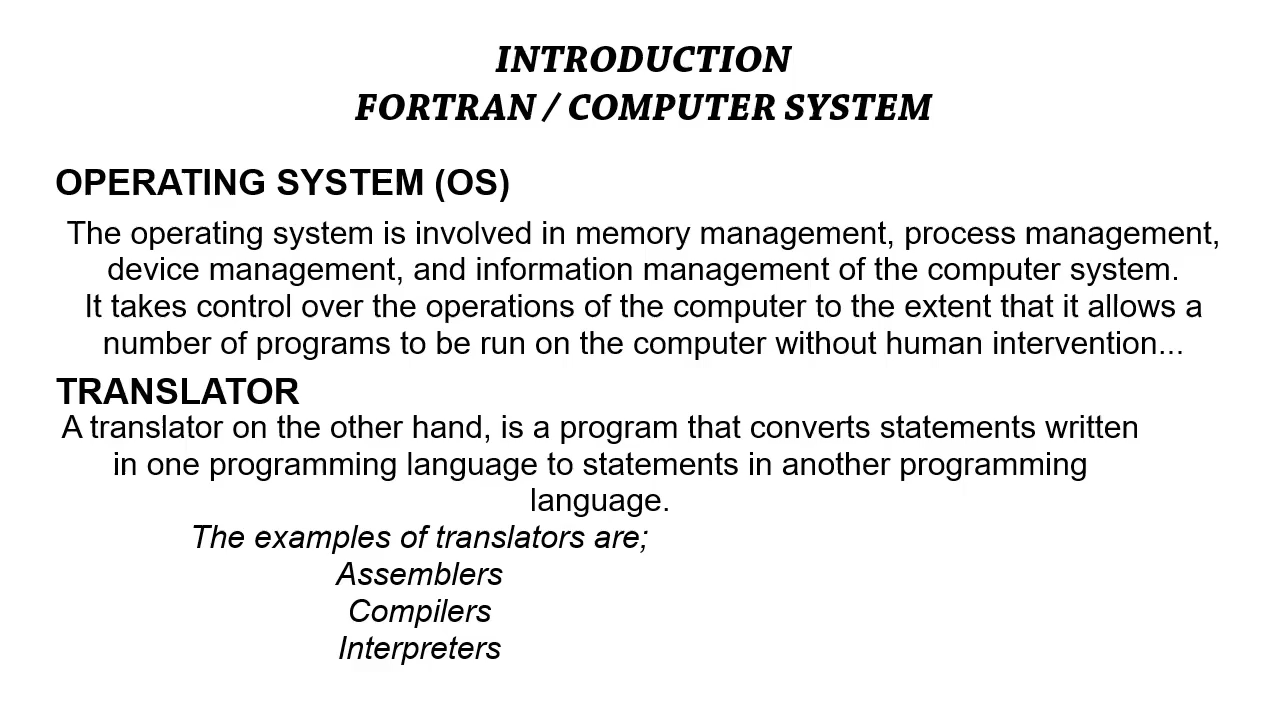 INTRODUCTION
FORTRAN / COMPUTER SYSTEM
OPERATING SYSTEM (OS)
The operating system is involved in memory management, process management,
device management, and information management of the computer system.
It takes control over the operations of the computer to the extent that it allows a
number of programs to be run on the computer without human intervention...
TRANSLATOR
A translator on the other hand, is a program that converts statements written
in one programming language to statements in another programming
language.
The examples of translators are;
Assemblers
Compilers
Interpreters